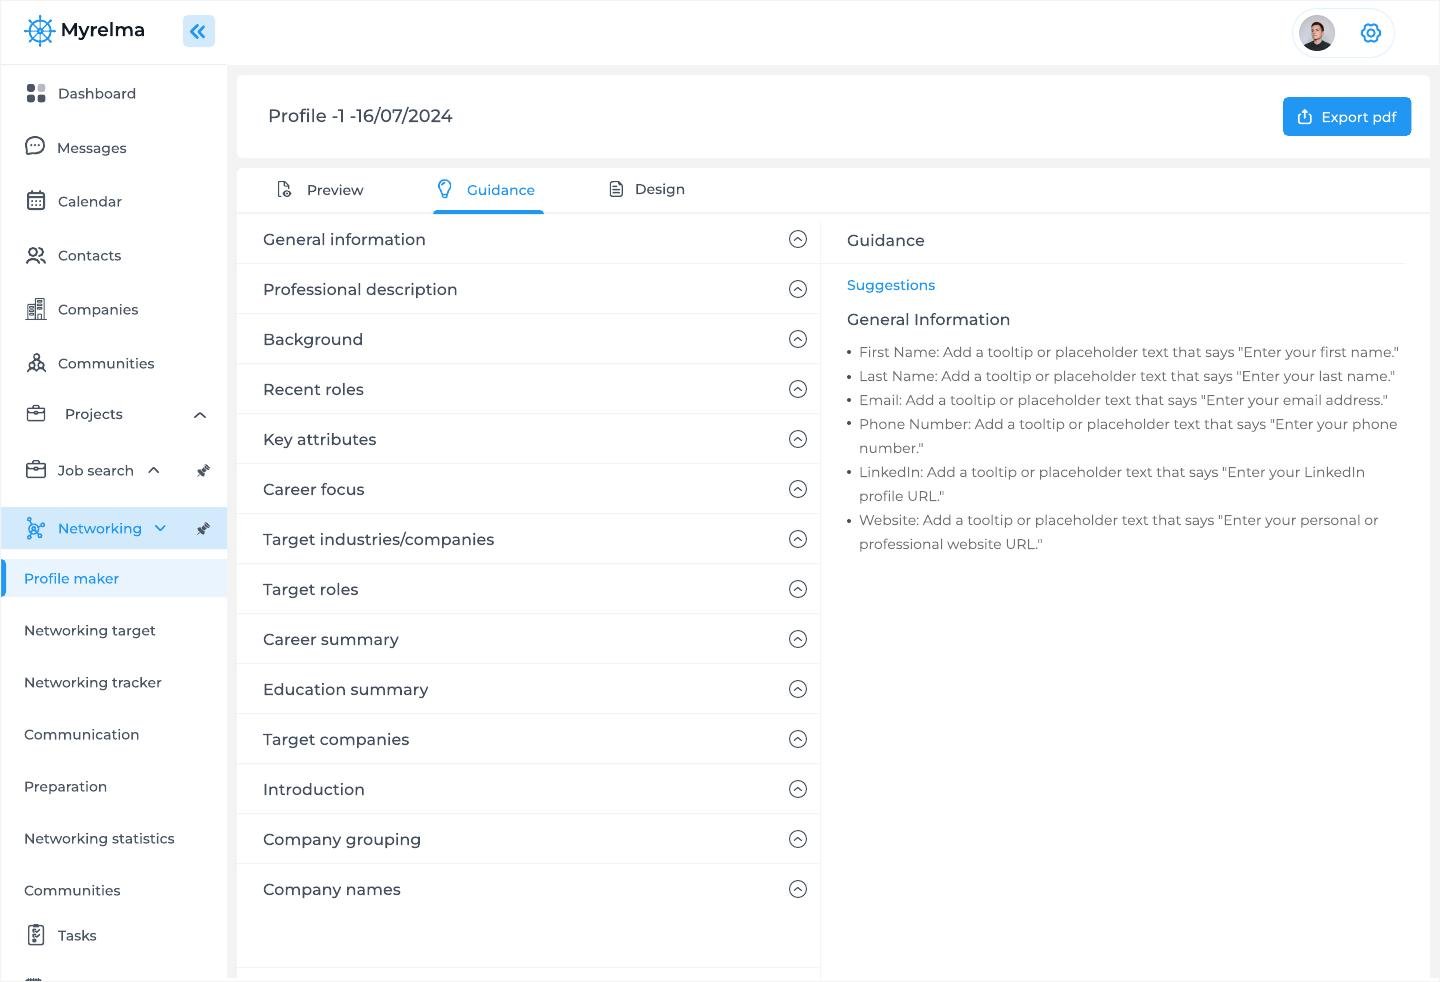 Myrelma
Dashboard
Messages
Calendar
Contacts
Companies
Communities
Projects
Job search
Networking
Profile maker
Networking target
Networking tracker
Communication
Preparation
Networking statistics
Communities
Tasks
Profile -1 -16/07/2024
Export pdf
Preview
Guidance
Design
General information
Professional description
Background
Recent roles
Key attributes
Career focus
Target industries/companies
Target roles
Career summary
Education summary
Target companies
Introduction
Company grouping
Company names
Guidance
Suggestions
General Information
• First Name: Add a tooltip or placeholder text that says "Enter your first name."
• Last Name: Add a tooltip or placeholder text that says "Enter your last name."
• Email: Add a tooltip or placeholder text that says "Enter your email address."
• Phone Number: Add a tooltip or placeholder text that says "Enter your phone
number."
• LinkedIn: Add a tooltip or placeholder text that says "Enter your LinkedIn
profile URL."
• Website: Add a tooltip or placeholder text that says "Enter your personal or
professional website URL."